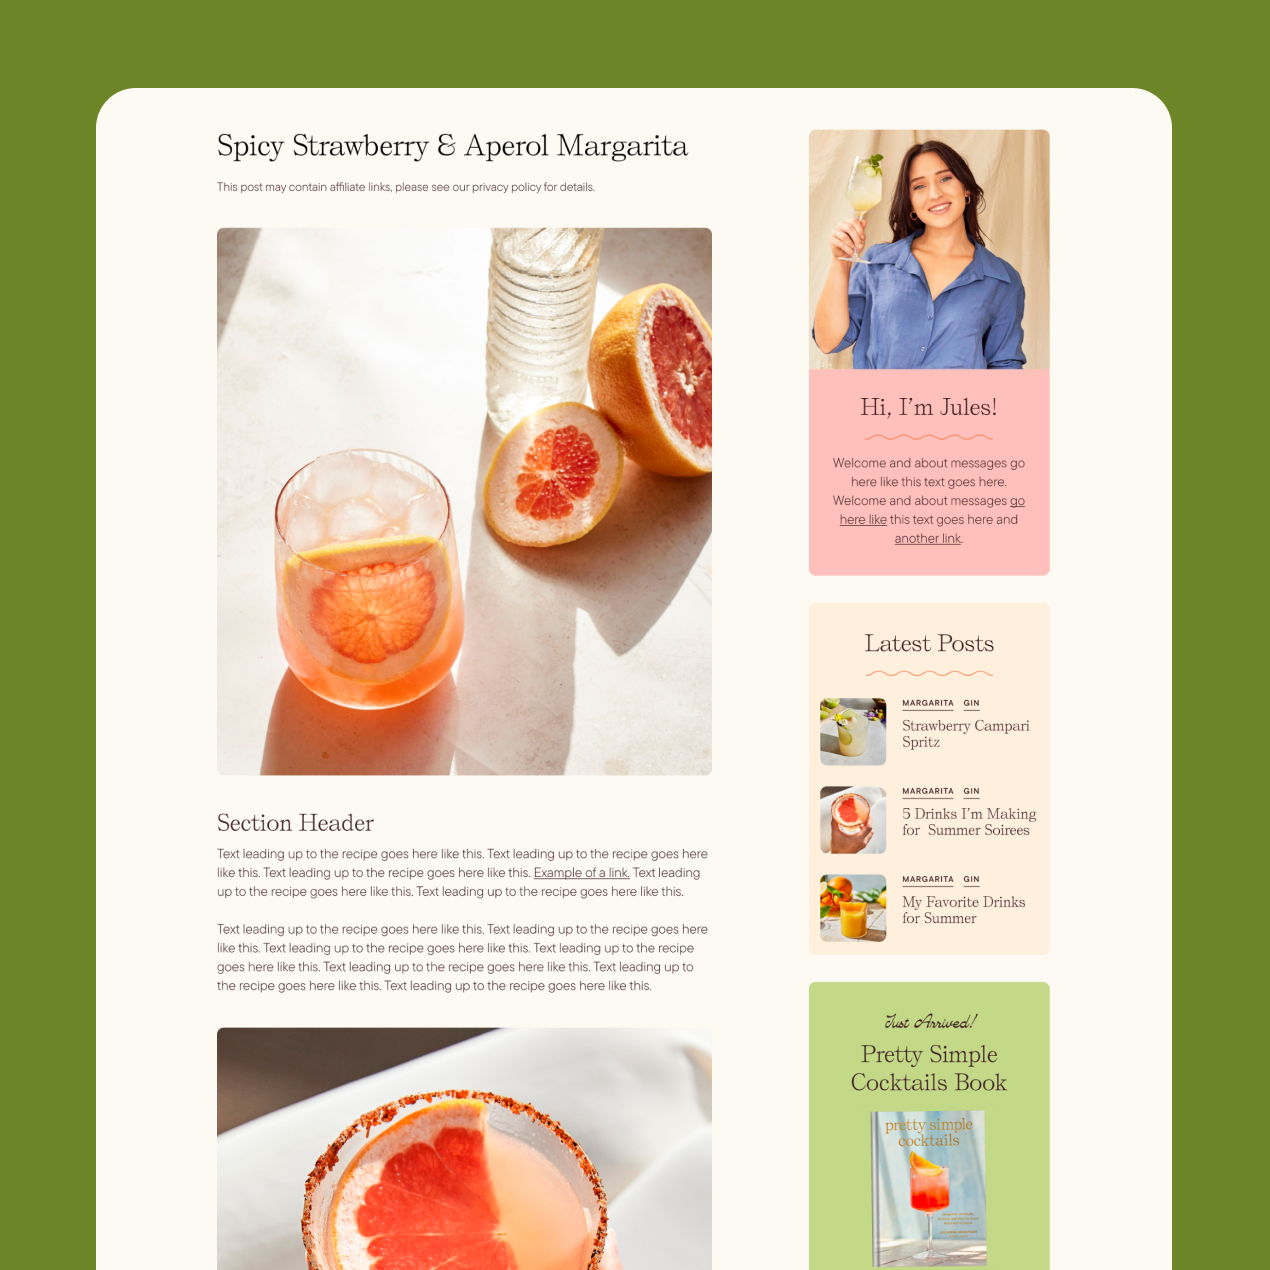 Spicy Strawberry & Aperol Margarita
This post may contain affiliate links, please see our privacy policy for details.
Section Header
Text leading up to the recipe goes here like this. Text leading up to the recipe goes here
like this. Text leading up to the recipe goes here like this. Example of a link. Text leading
up to the recipe goes here like this. Text leading up to the recipe goes here like this.
Text leading up to the recipe goes here like this. Text leading up to the recipe goes here
like this. Text leading up to the recipe goes here like this. Text leading up to the recipe
goes here like this. Text leading up to the recipe goes here like this. Text leading up to
the recipe goes here like this. Text leading up to the recipe goes here like this.
Hi, I'm Jules!
Welcome and about messages go
here like this text goes here.
Welcome and about messages go
here like this text goes here and
another link.
Latest Posts
MARGARITA GIN
Strawberry Campari
Spritz
MARGARITA GIN
5 Drinks I'm Making
for Summer Soirees
MARGARITA GIN
My Favorite Drinks
for Summer
Just Arrived!
Pretty Simple
Cocktails Book
pretty simple
cocktails